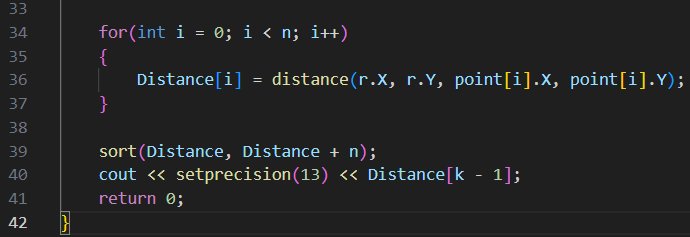 33
34 for(int i = 0; i < n; i++)
35 {
36 Distance[i] = distance(r.X, r.Y, point[i].X, point[i].Y);
37 }
38
39 sort(Distance, Distance + n);
40 cout << setprecision(13) << Distance[k - 1];
41 return 0;
42 }